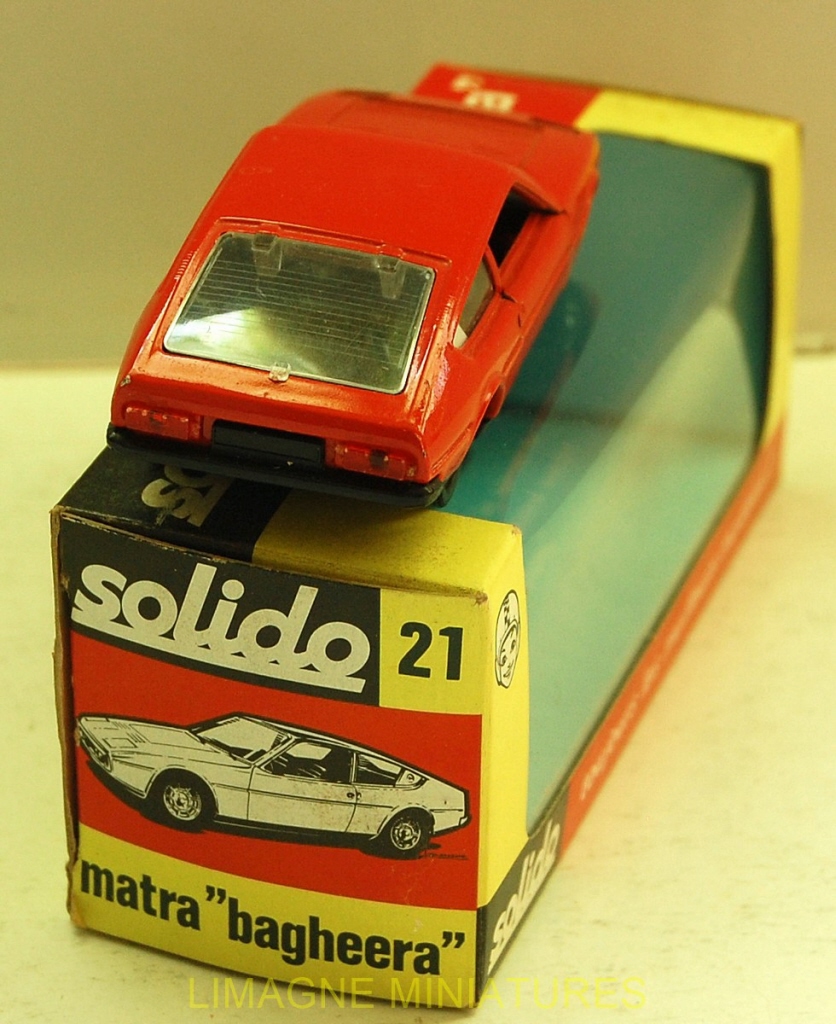 solido
21
matra "bagheera"
solido
LIMAGNE MINIATURES